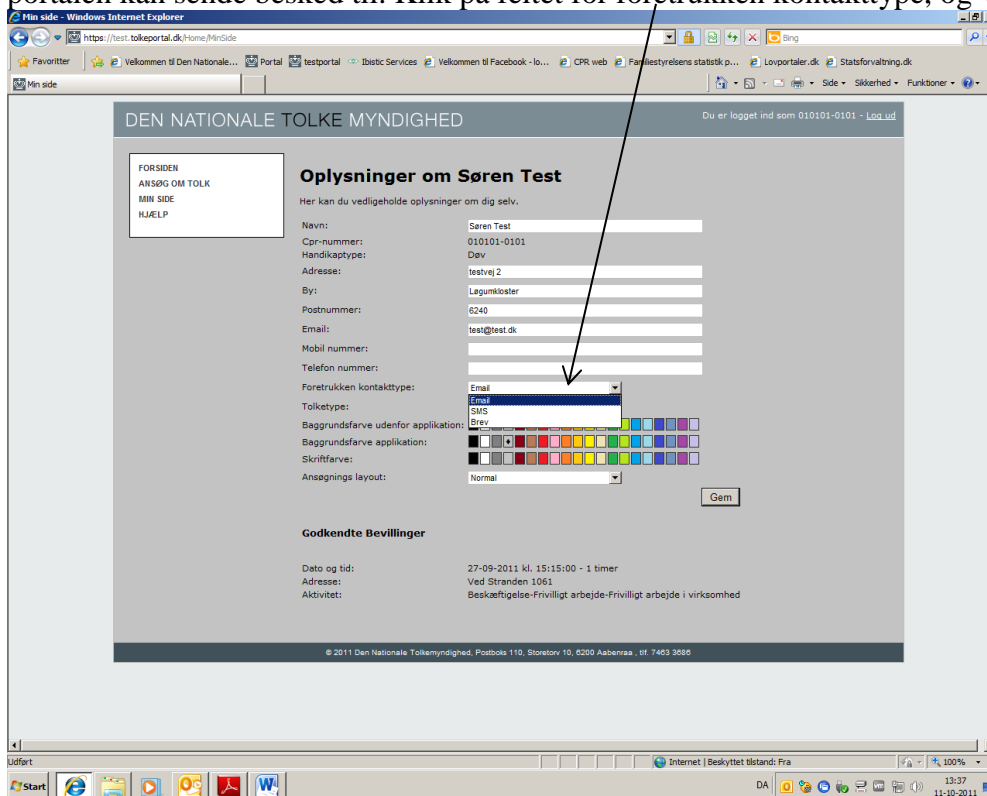 portalen kan sende besked til. Klik på feltet for foretrukken kontakttype, og
Min side - Windows Internet Explorer
https://test.tolkeportal.dk/Home/MinSide
Bing
Favoritter
Velkommen til Den Nationale...
Portal
testportal
Ibistic Services
Velkommen til Facebook - lo...
CPR web
Familiestyrelsens statistik p...
Lovportaler.dk
Statsforvaltning.dk
Min side
Side
Sikkerhed
Funktioner
DEN NATIONALE TOLKE MYNDIGHED
Du er logget ind som 010101-0101 - Log ud
FORSIDEN
ANSØG OM TOLK
MIN SIDE
HJÆLP
Oplysninger om Søren Test
Her kan du vedligeholde oplysninger om dig selv.
Navn: Søren Test
Cpr-nummer: 010101-0101
Handikaptype: Døv
Adresse: testvej 2
By: Løgumkloster
Postnummer: 6240
Email: test@test.dk
Mobil nummer:
Telefon nummer:
Foretrukken kontakttype: Email
Email
SMS
Brev
Tolketype:
Baggrundsfarve udenfor applikation:
Baggrundsfarve applikation:
Skriftfarve:
Ansøgnings layout: Normal
Gem
Godkendte Bevillinger
Dato og tid: 27-09-2011 kl. 15:15:00 - 1 timer
Adresse: Ved Stranden 1061
Aktivitet: Beskæftigelse-Frivilligt arbejde-Frivilligt arbejde i virksomhed
© 2011 Den Nationale Tolkemyndighed, Postboks 110, Storetorv 10, 6200 Aabenraa , tlf. 7463 3686
Udført
Internet | Beskyttet tilstand: Fra
100%
Start
DA
13:37
11-10-2011